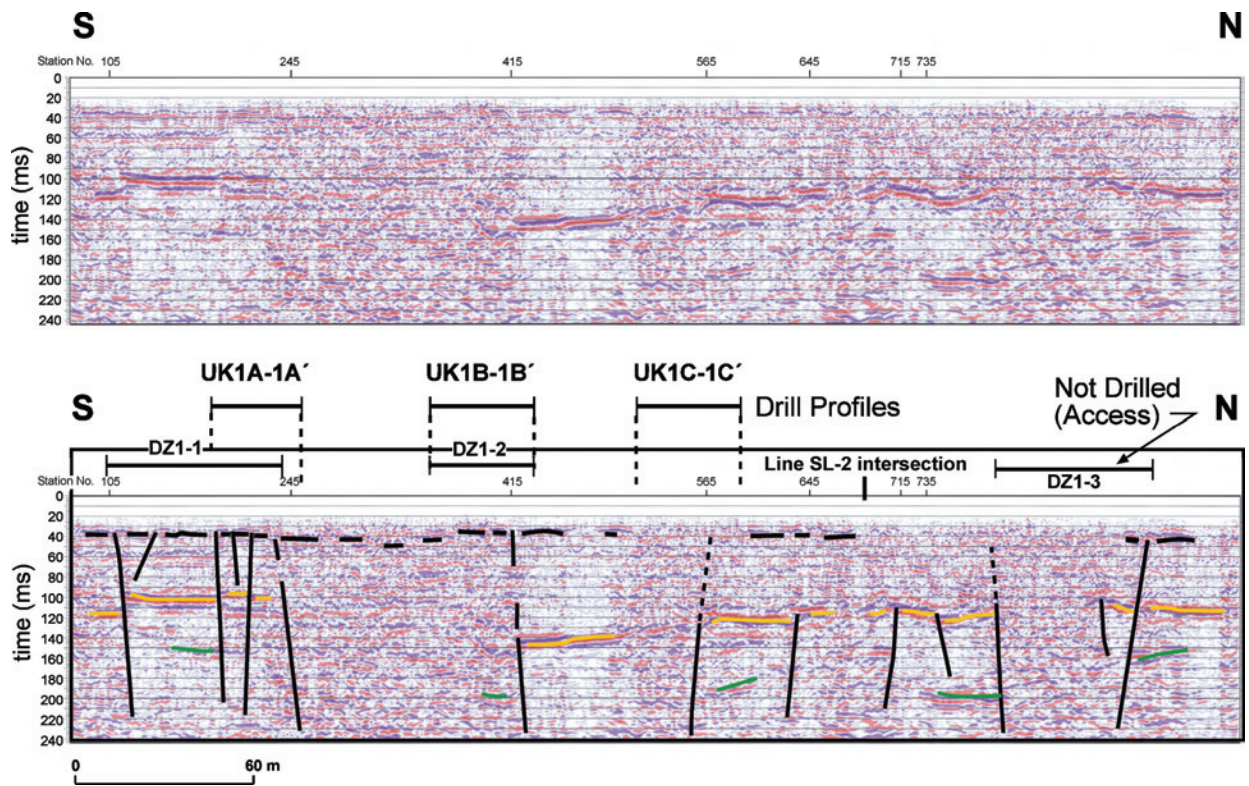 S N
Station No. 105 245 415 565 645 715 735
0
20
40
60
80
100
120
140
160
180
200
220
240
time (ms)
UK1A-1A´ UK1B-1B´ UK1C-1C´
Drill Profiles
Not Drilled
(Access)
S N
DZ1-1 DZ1-2 Line SL-2 intersection DZ1-3
Station No. 105 245 415 565 645 715 735
0
20
40
60
80
100
120
140
160
180
200
220
240
time (ms)
0 60 m